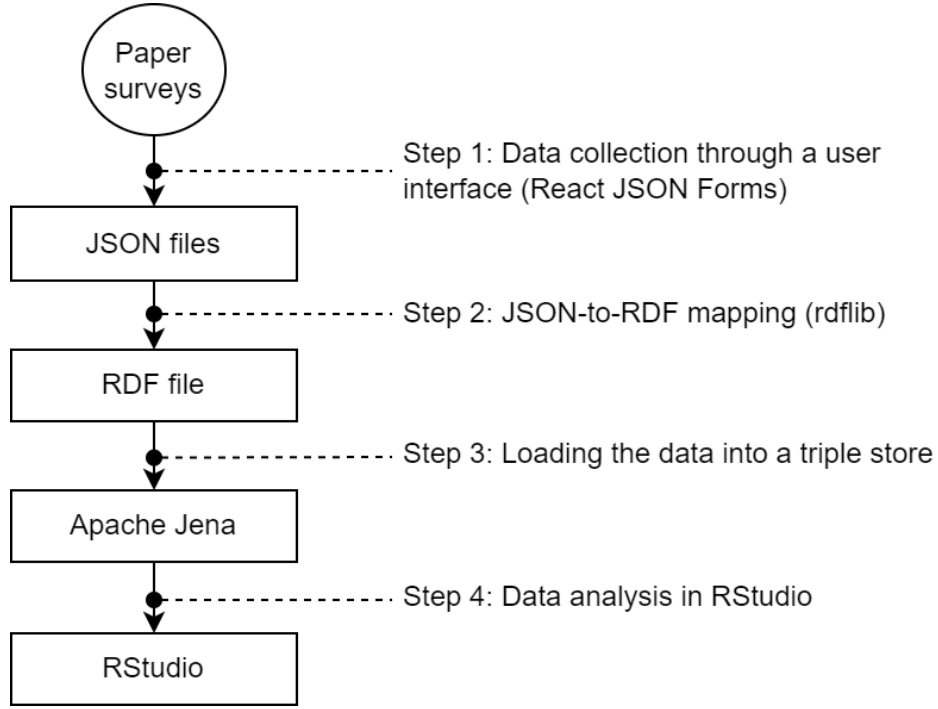 Paper
surveys
Step 1: Data collection through a user
interface (React JSON Forms)
JSON files
Step 2: JSON-to-RDF mapping (rdflib)
RDF file
Step 3: Loading the data into a triple store
Apache Jena
Step 4: Data analysis in RStudio
RStudio